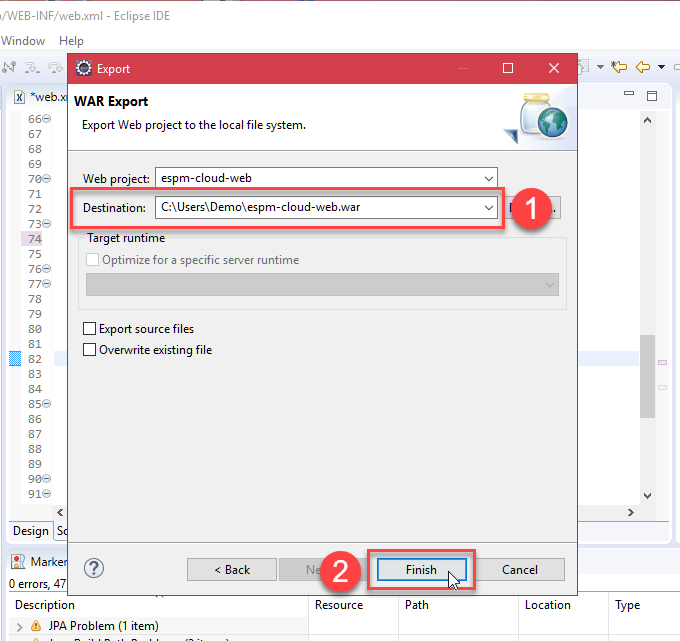 /WEB-INF/web.xml - Eclipse IDE
Window Help
Export
*web.x
WAR Export
Export Web project to the local file system.
66
67
68
69
70
71
72
73
74
75
76
77
78
79
80
81
82
83
84
85
86
87
88
89
90
91
Web project: espm-cloud-web
Destination: C:\Users\Demo\espm-cloud-web.war
1
Target runtime
Optimize for a specific server runtime
Export source files
Overwrite existing file
Design
? < Back Ne 2 Finish Cancel
Marker
0 errors, 47
Description Resource Path Location Type
JPA Problem (1 item)